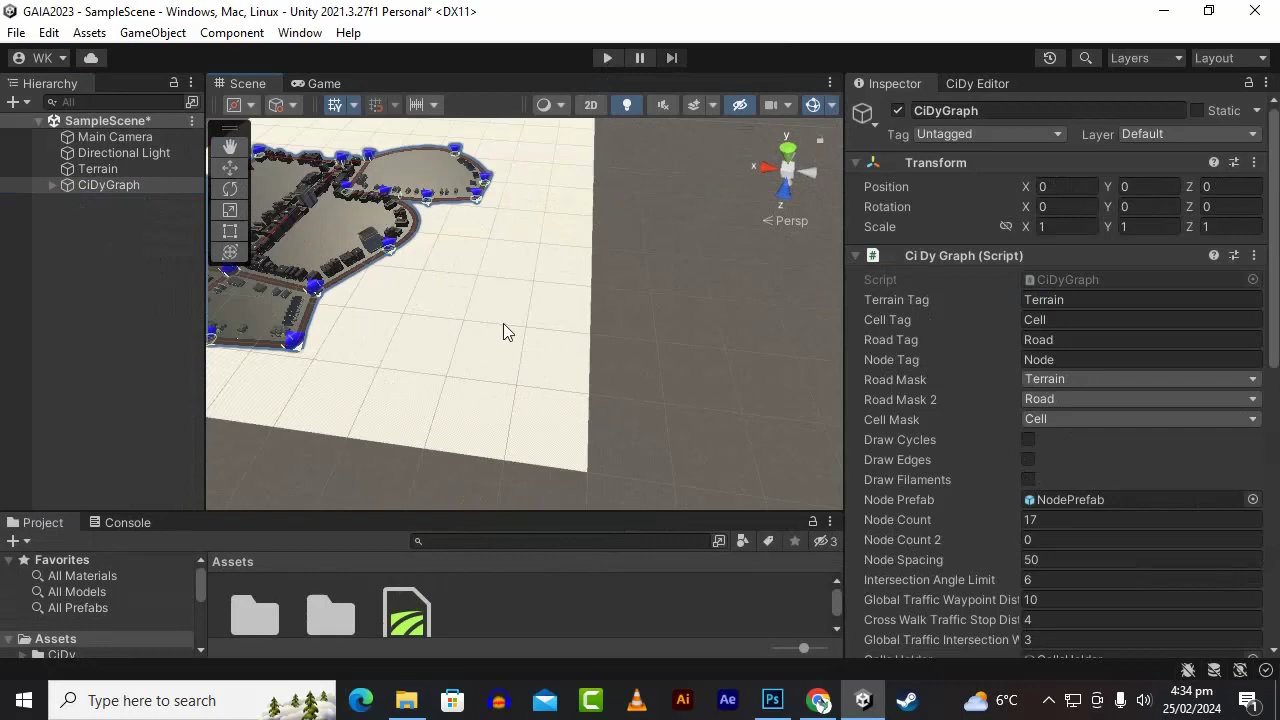 GAIA2023 - SampleScene - Windows, Mac, Linux - Unity 2021.3.27f1 Personal* <DX11>
File Edit Assets GameObject Component Window Help
WK Layers Layout
Hierarchy Scene Game Inspector CiDy Editor
All
2D
CiDyGraph Static
SampleScene*
Main Camera
Directional Light
Terrain
CiDyGraph
y
x
z
Persp
Tag Untagged Layer Default
Transform
Position X 0 Y 0 Z 0
Rotation X 0 Y 0 Z 0
Scale X 1 Y 1 Z 1
Ci Dy Graph (Script)
Script CiDyGraph
Terrain Tag Terrain
Cell Tag Cell
Road Tag Road
Node Tag Node
Road Mask Terrain
Road Mask 2 Road
Cell Mask Cell
Draw Cycles
Draw Edges
Draw Filaments
Node Prefab NodePrefab
Node Count 17
Node Count 2 0
Node Spacing 50
Intersection Angle Limit 6
Global Traffic Waypoint Dist 10
Cross Walk Traffic Stop Dist 4
Global Traffic Intersection W 3
Project Console
3
Favorites
All Materials
All Models
All Prefabs
Assets
CiDy
Assets
Type here to search
6°C
4:34 pm
25/02/2024
1